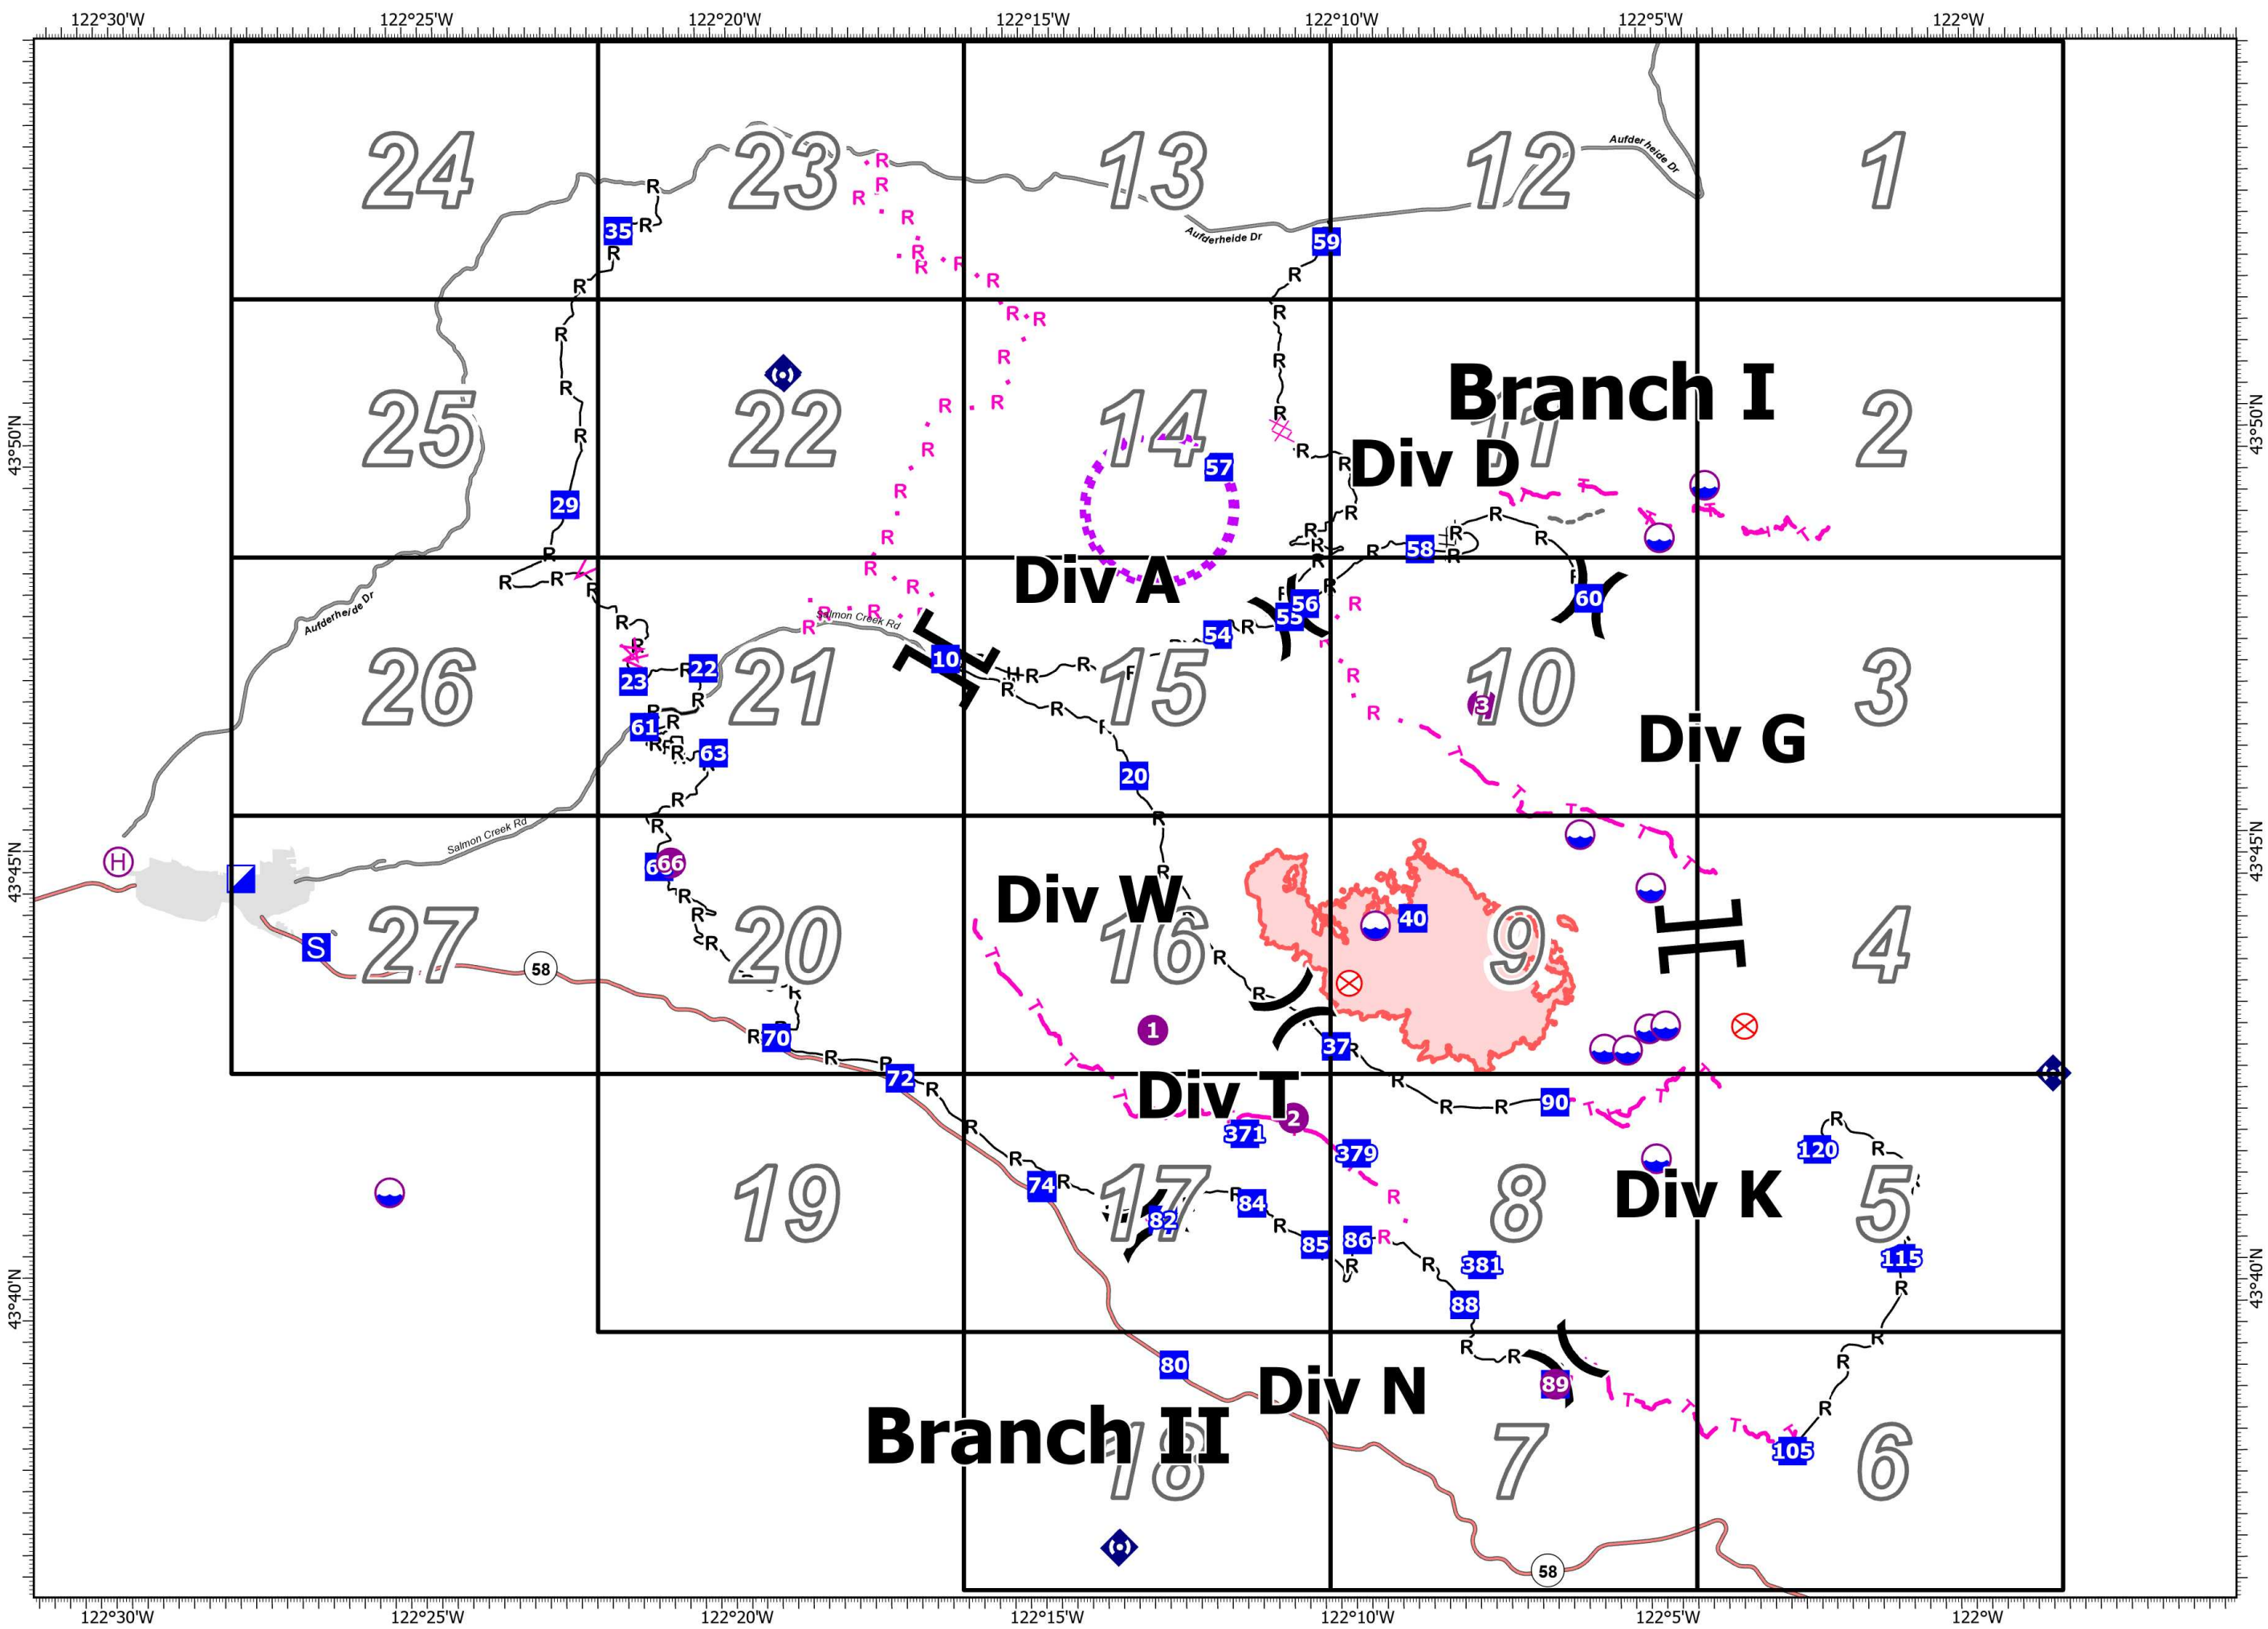 122°30'W 122°25'W 122°20'W 122°15'W 122°10'W 122°5'W 122°0'W
24 23 13 12 1
Aufderheide Dr
R R R R
35 R
R
R
Aufderheide Dr
59
R R R R R R
43°50'N 43°50'N
R R R R
R R R
R R R R
Branch I
25 22 14 11 2
R R R R
Div D
57
R R R
T T
29
R R R
T T T
R R R R
58
R R R R
Div A
R R R R R
60
56
55
Aufderheide Dr
Salmon Creek Rd
R R R R
54
R
10
R R
22
23
26 21 15 10 3
R R R
3
61
R R R
Div G
63
20
T
R
T
T
T
R R
Salmon Creek Rd
43°45'N 43°45'N
H
66
R
T
Div W
40
R
R
27 20 16 9 4
S
58
T
R
R
R
T
1
R 70
37 R
R R
T
72
R
R
T
Div T
2
R R
90
T T
371
379
R
120
R
R
R
74 R
19 17 8 5
Div K
82
R 84
R
R
85
86 R
R
R
381
115
43°40'N 43°40'N
88
R
R
R R
R
80
Div N
89
T T T
R
Branch II
18 7 6
105
58
122°30'W 122°25'W 122°20'W 122°15'W 122°10'W 122°5'W 122°0'W